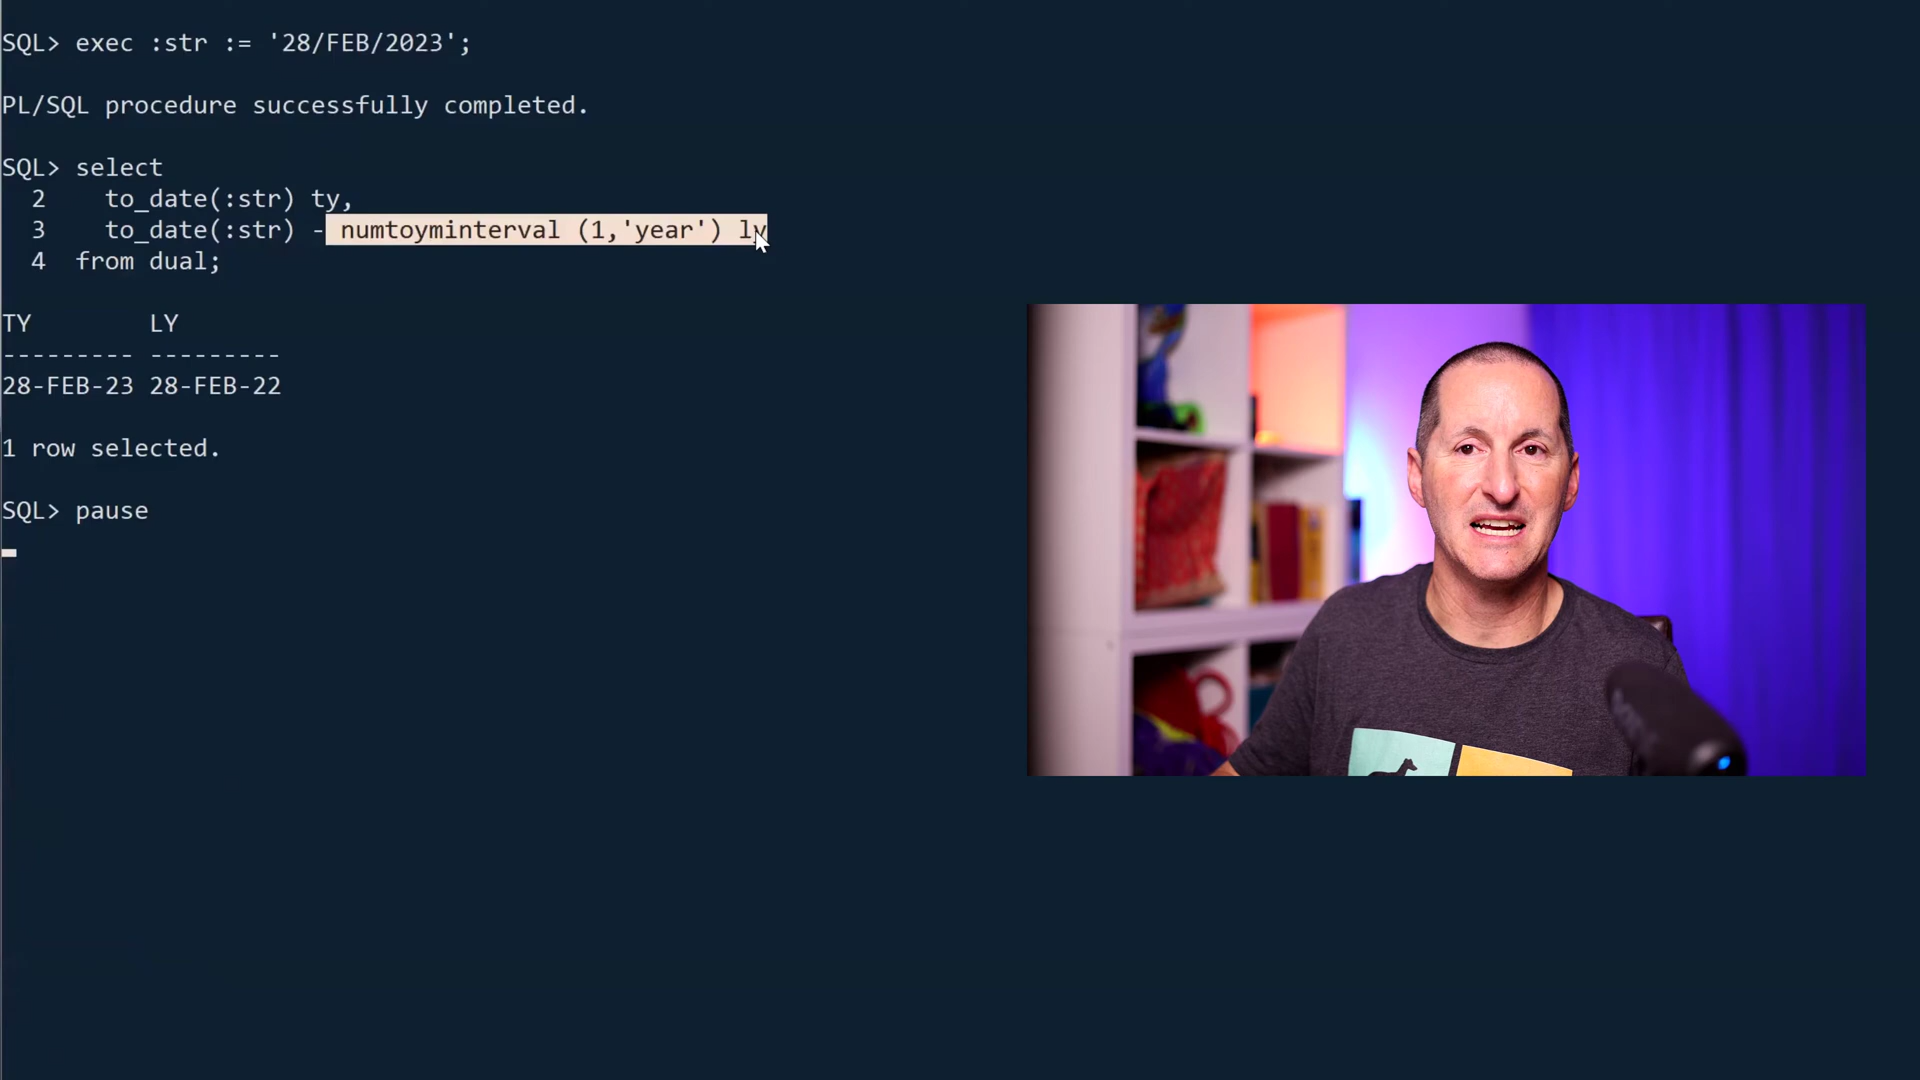 SQL> exec :str := '28/FEB/2023';
PL/SQL procedure successfully completed.
SQL> select
2 to_date(:str) ty,
3 to_date(:str) - numtoyminterval (1,'year') ly
4 from dual;
TY LY
--------- ---------
28-FEB-23 28-FEB-22
1 row selected.
SQL> pause